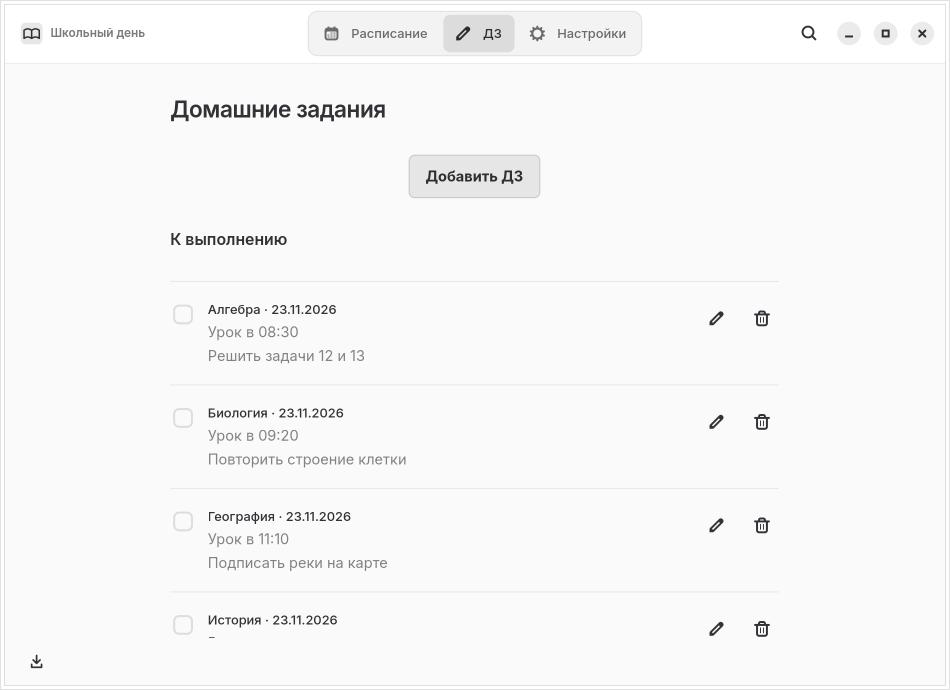 Школьный день
Расписание
ДЗ
Настройки
Домашние задания
Добавить ДЗ
К выполнению
Алгебра · 23.11.2026
Урок в 08:30
Решить задачи 12 и 13
Биология · 23.11.2026
Урок в 09:20
Повторить строение клетки
География · 23.11.2026
Урок в 11:10
Подписать реки на карте
История · 23.11.2026